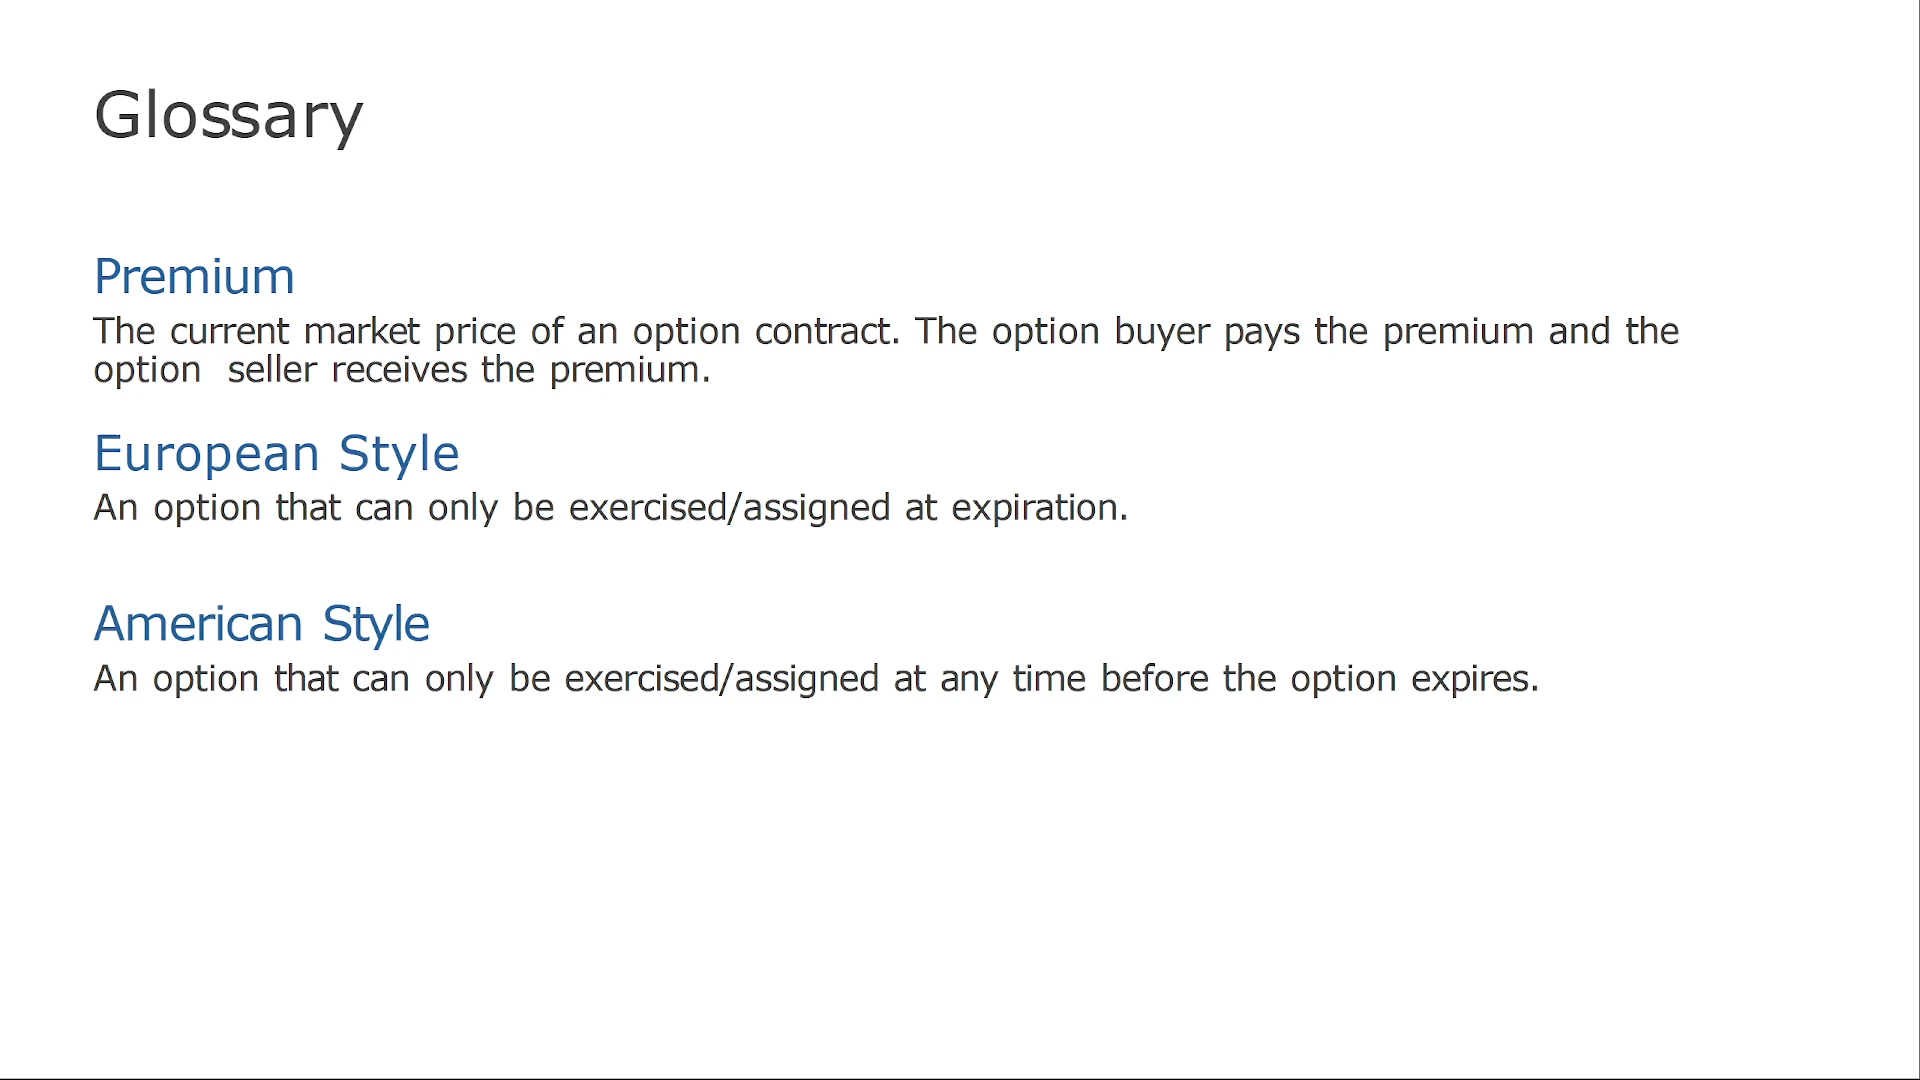 Glossary
Premium
The current market price of an option contract. The option buyer pays the premium and the
option  seller receives the premium.
European Style
An option that can only be exercised/assigned at expiration.
American Style
An option that can only be exercised/assigned at any time before the option expires.